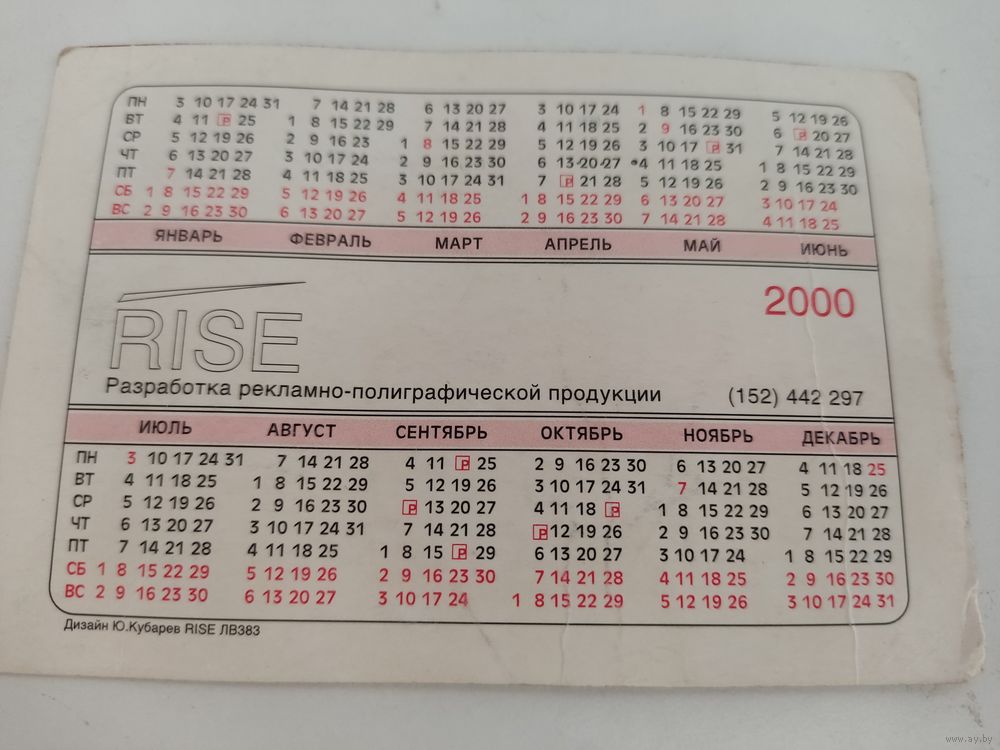 ПН 3 10 17 24 31 7 14 21 28 6 13 20 27 3 10 17 24 1 8 15 22 29 5 12 19 26
ВТ 4 11 P 25 1 8 15 22 29 7 14 21 28 4 11 18 25 2 9 16 23 30 6 P 20 27
СР 5 12 19 26 2 9 16 23 1 8 15 22 29 5 12 19 26 3 10 17 P 31 7 14 21 28
ЧТ 6 13 20 27 3 10 17 24 2 9 16 23 30 6 13 20 27 4 11 18 25 1 8 15 22 29
ПТ 7 14 21 28 4 11 18 25 3 10 17 24 31 7 P 21 28 5 12 19 26 2 9 16 23 30
СБ 1 8 15 22 29 5 12 19 26 4 11 18 25 1 8 15 22 29 6 13 20 27 3 10 17 24
ВС 2 9 16 23 30 6 13 20 27 5 12 19 26 2 9 16 23 30 7 14 21 28 4 11 18 25
ЯНВАРЬ ФЕВРАЛЬ МАРТ АПРЕЛЬ МАЙ ИЮНЬ
2000
RISE
Разработка рекламно-полиграфической продукции (152) 442 297
ИЮЛЬ АВГУСТ СЕНТЯБРЬ ОКТЯБРЬ НОЯБРЬ ДЕКАБРЬ
ПН 3 10 17 24 31 7 14 21 28 4 11 P 25 2 9 16 23 30 6 13 20 27 4 11 18 25
ВТ 4 11 18 25 1 8 15 22 29 5 12 19 26 3 10 17 24 31 7 14 21 28 5 12 19 26
СР 5 12 19 26 2 9 16 23 30 P 13 20 27 4 11 18 P 1 8 15 22 29 6 13 20 27
ЧТ 6 13 20 27 3 10 17 24 31 7 14 21 28 P 12 19 26 2 9 16 23 30 7 14 21 28
ПТ 7 14 21 28 4 11 18 25 1 8 15 P 29 6 13 20 27 3 10 17 24 1 8 15 22 29
СБ 1 8 15 22 29 5 12 19 26 2 9 16 23 30 7 14 21 28 4 11 18 25 2 9 16 23 30
ВС 2 9 16 23 30 6 13 20 27 3 10 17 24 1 8 15 22 29 5 12 19 26 3 10 17 24 31
Дизайн Ю.Кубарев RISE ЛВ383
www.ay.by